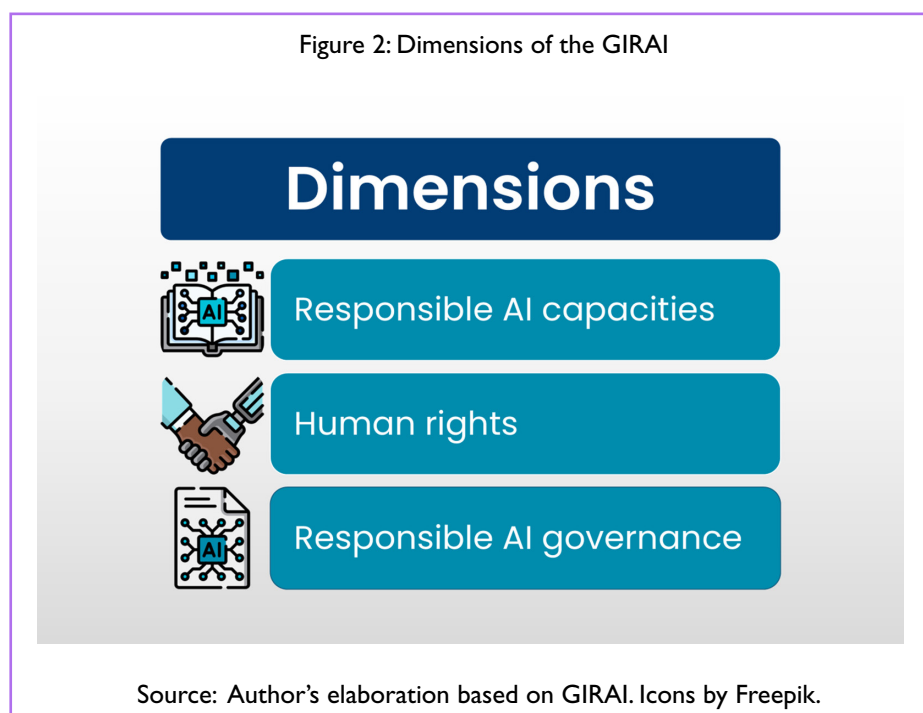 Figure 2: Dimensions of the GIRAI
Dimensions
AI
Responsible AI capacities
Human rights
AI
Responsible AI governance
Source: Author’s elaboration based on GIRAI. Icons by Freepik.